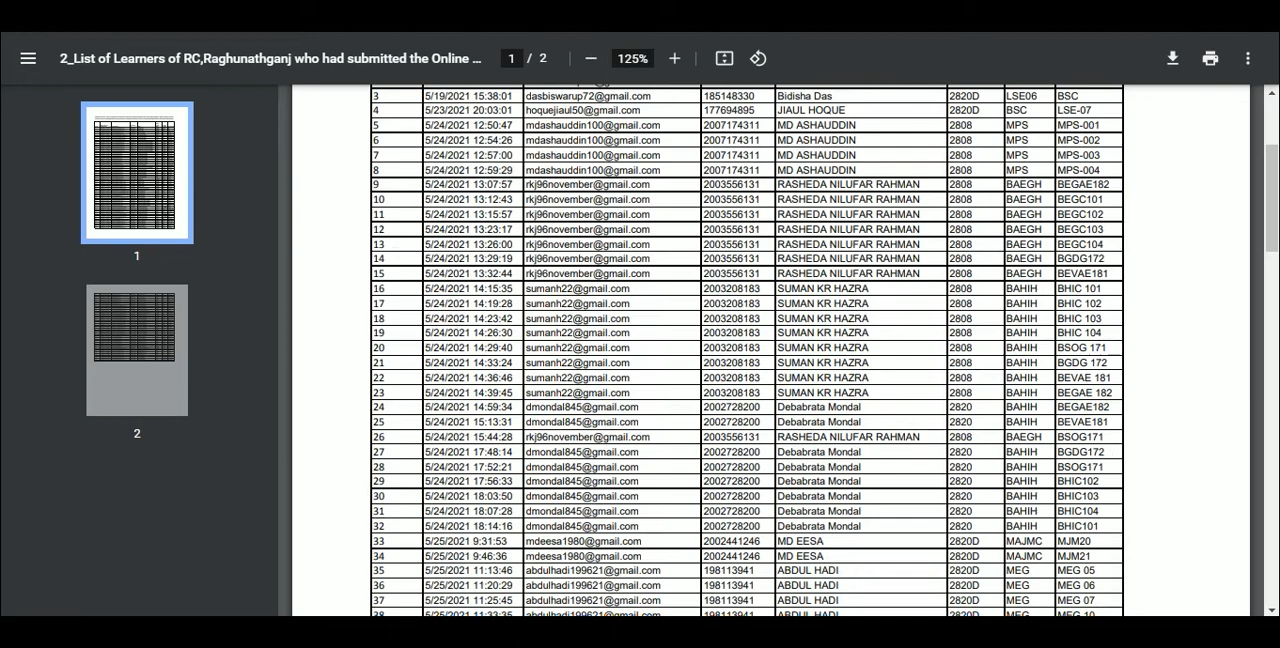 2_List of Learners of RC,Raghunathganj who had submitted the Online ... 1 / 2 125%
3 5/19/2021 15:38:01 dasbiswarup72@gmail.com 185148330 Bidisha Das 2820D LSE06 BSC
4 5/23/2021 20:03:01 hoquejiaul50@gmail.com 177694895 JIAUL HOQUE 2820D BSC LSE-07
5 5/24/2021 12:50:47 mdashauddin100@gmail.com 2007174311 MD ASHAUDDIN 2808 MPS MPS-001
6 5/24/2021 12:54:26 mdashauddin100@gmail.com 2007174311 MD ASHAUDDIN 2808 MPS MPS-002
7 5/24/2021 12:57:00 mdashauddin100@gmail.com 2007174311 MD ASHAUDDIN 2808 MPS MPS-003
8 5/24/2021 12:59:29 mdashauddin100@gmail.com 2007174311 MD ASHAUDDIN 2808 MPS MPS-004
9 5/24/2021 13:07:57 rkj96november@gmail.com 2003556131 RASHEDA NILUFAR RAHMAN 2808 BAEGH BEGAE182
10 5/24/2021 13:12:43 rkj96november@gmail.com 2003556131 RASHEDA NILUFAR RAHMAN 2808 BAEGH BEGC101
11 5/24/2021 13:15:57 rkj96november@gmail.com 2003556131 RASHEDA NILUFAR RAHMAN 2808 BAEGH BEGC102
12 5/24/2021 13:23:17 rkj96november@gmail.com 2003556131 RASHEDA NILUFAR RAHMAN 2808 BAEGH BEGC103
13 5/24/2021 13:26:00 rkj96november@gmail.com 2003556131 RASHEDA NILUFAR RAHMAN 2808 BAEGH BEGC104
14 5/24/2021 13:29:19 rkj96november@gmail.com 2003556131 RASHEDA NILUFAR RAHMAN 2808 BAEGH BGDG172
15 5/24/2021 13:32:44 rkj96november@gmail.com 2003556131 RASHEDA NILUFAR RAHMAN 2808 BAEGH BEVAE181
16 5/24/2021 14:15:35 sumanh22@gmail.com 2003208183 SUMAN KR HAZRA 2808 BAHIH BHIC 101
17 5/24/2021 14:19:28 sumanh22@gmail.com 2003208183 SUMAN KR HAZRA 2808 BAHIH BHIC 102
18 5/24/2021 14:23:42 sumanh22@gmail.com 2003208183 SUMAN KR HAZRA 2808 BAHIH BHIC 103
19 5/24/2021 14:26:30 sumanh22@gmail.com 2003208183 SUMAN KR HAZRA 2808 BAHIH BHIC 104
20 5/24/2021 14:29:40 sumanh22@gmail.com 2003208183 SUMAN KR HAZRA 2808 BAHIH BSOG 171
21 5/24/2021 14:33:24 sumanh22@gmail.com 2003208183 SUMAN KR HAZRA 2808 BAHIH BGDG 172
22 5/24/2021 14:36:46 sumanh22@gmail.com 2003208183 SUMAN KR HAZRA 2808 BAHIH BEVAE 181
23 5/24/2021 14:39:45 sumanh22@gmail.com 2003208183 SUMAN KR HAZRA 2808 BAHIH BEGAE 182
24 5/24/2021 14:59:34 dmondal845@gmail.com 2002728200 Debabrata Mondal 2820 BAHIH BEGAE182
25 5/24/2021 15:13:31 dmondal845@gmail.com 2002728200 Debabrata Mondal 2820 BAHIH BEVAE181
26 5/24/2021 15:44:28 rkj96november@gmail.com 2003556131 RASHEDA NILUFAR RAHMAN 2808 BAEGH BSOG171
27 5/24/2021 17:48:14 dmondal845@gmail.com 2002728200 Debabrata Mondal 2820 BAHIH BGDG172
28 5/24/2021 17:52:21 dmondal845@gmail.com 2002728200 Debabrata Mondal 2820 BAHIH BSOG171
29 5/24/2021 17:56:33 dmondal845@gmail.com 2002728200 Debabrata Mondal 2820 BAHIH BHIC102
30 5/24/2021 18:03:50 dmondal845@gmail.com 2002728200 Debabrata Mondal 2820 BAHIH BHIC103
31 5/24/2021 18:07:28 dmondal845@gmail.com 2002728200 Debabrata Mondal 2820 BAHIH BHIC104
32 5/24/2021 18:14:16 dmondal845@gmail.com 2002728200 Debabrata Mondal 2820 BAHIH BHIC101
33 5/25/2021 9:31:53 mdeesa1980@gmail.com 2002441246 MD EESA 2820D MAJMC MJM20
34 5/25/2021 9:46:36 mdeesa1980@gmail.com 2002441246 MD EESA 2820D MAJMC MJM21
35 5/25/2021 11:13:46 abdulhadi199621@gmail.com 198113941 ABDUL HADI 2820D MEG MEG 05
36 5/25/2021 11:20:29 abdulhadi199621@gmail.com 198113941 ABDUL HADI 2820D MEG MEG 06
37 5/25/2021 11:25:45 abdulhadi199621@gmail.com 198113941 ABDUL HADI 2820D MEG MEG 07
38 5/25/2021 11:33:35 abdulhadi199621@gmail.com 198113941 ABDUL HADI 2820D MEG MEG 10
1
2